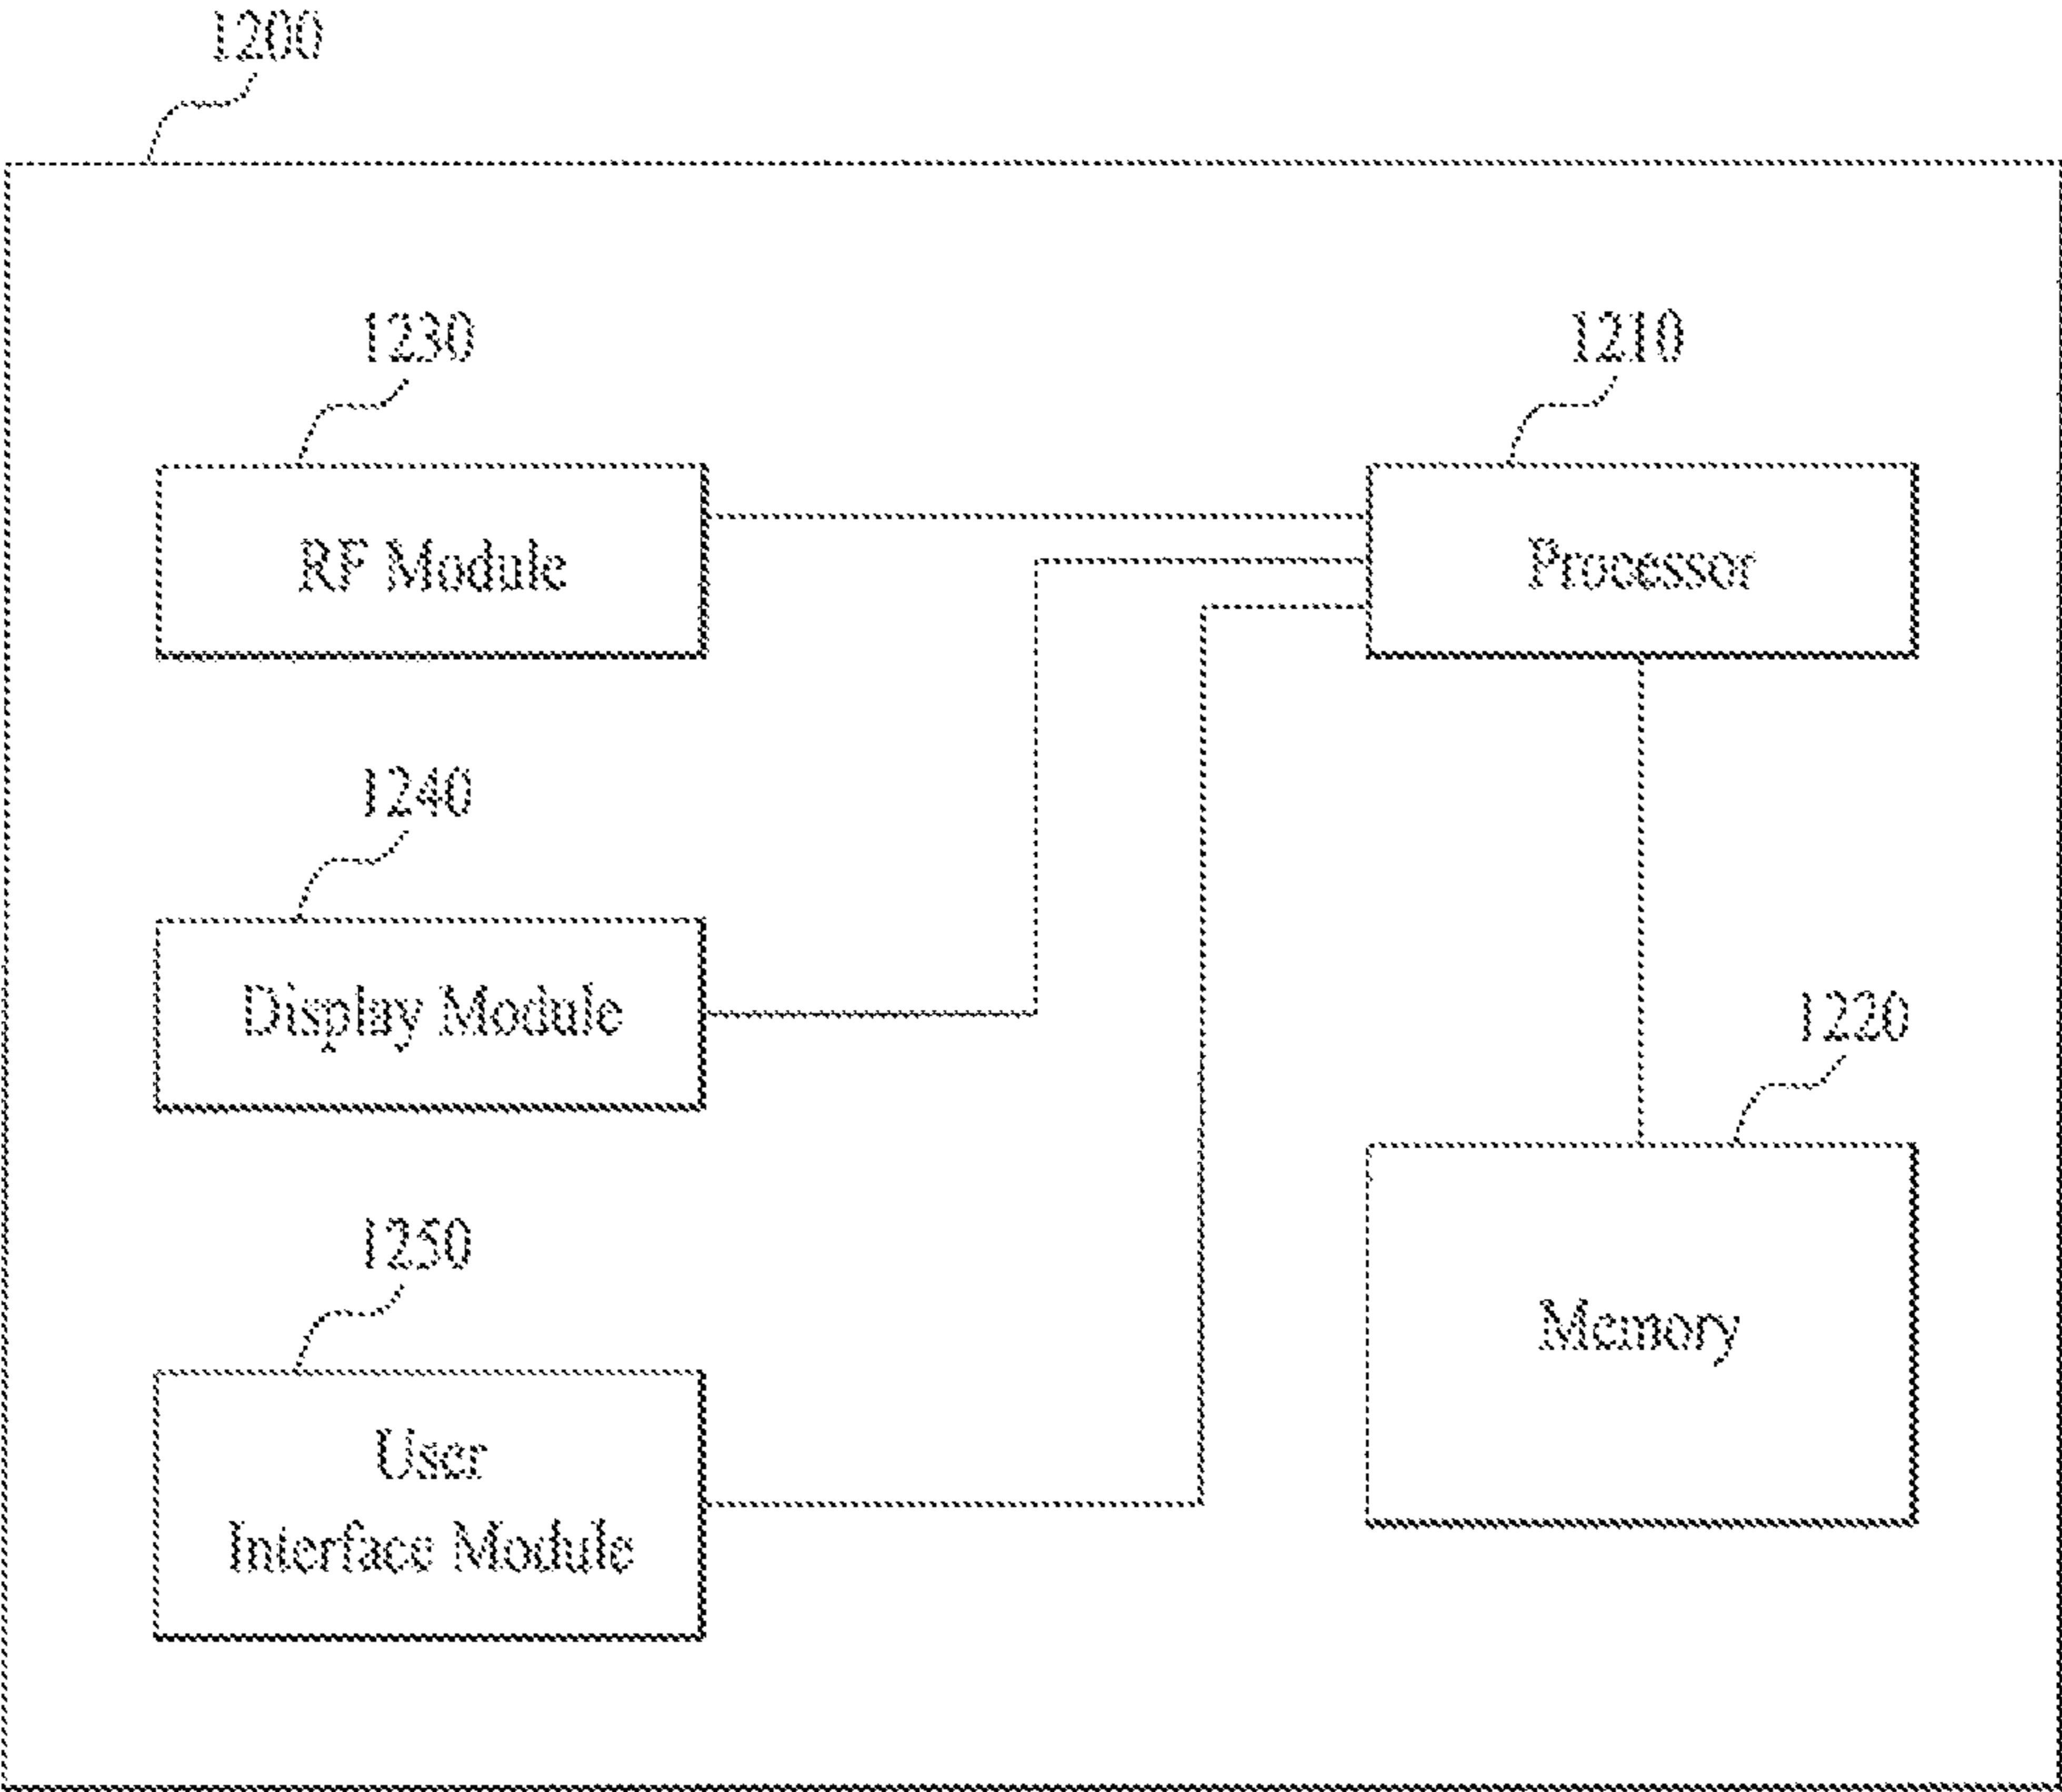 1200
1230
1210
RF Module
Processor
1240
Display Module
1220
1250
Memory
User
Interface Module